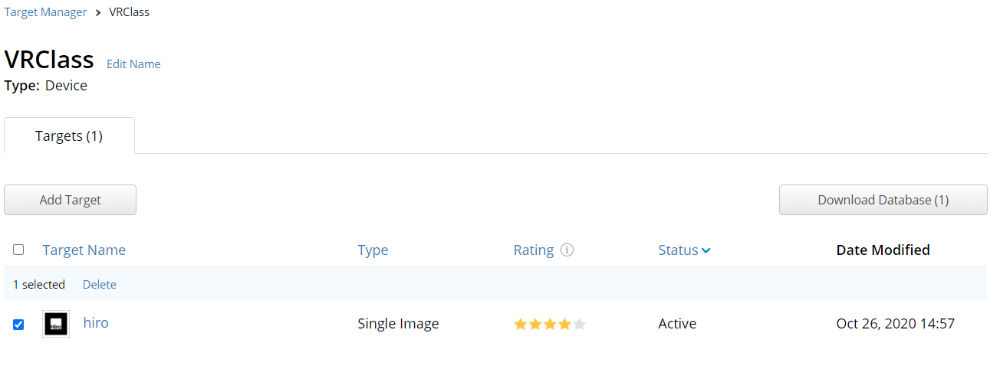 Target Manager > VRClass
VRClass Edit Name
Type: Device
Targets (1)
Add Target Download Database (1)
Target Name Type Rating Status Date Modified
1 selected Delete
Hiro hiro Single Image Active Oct 26, 2020 14:57